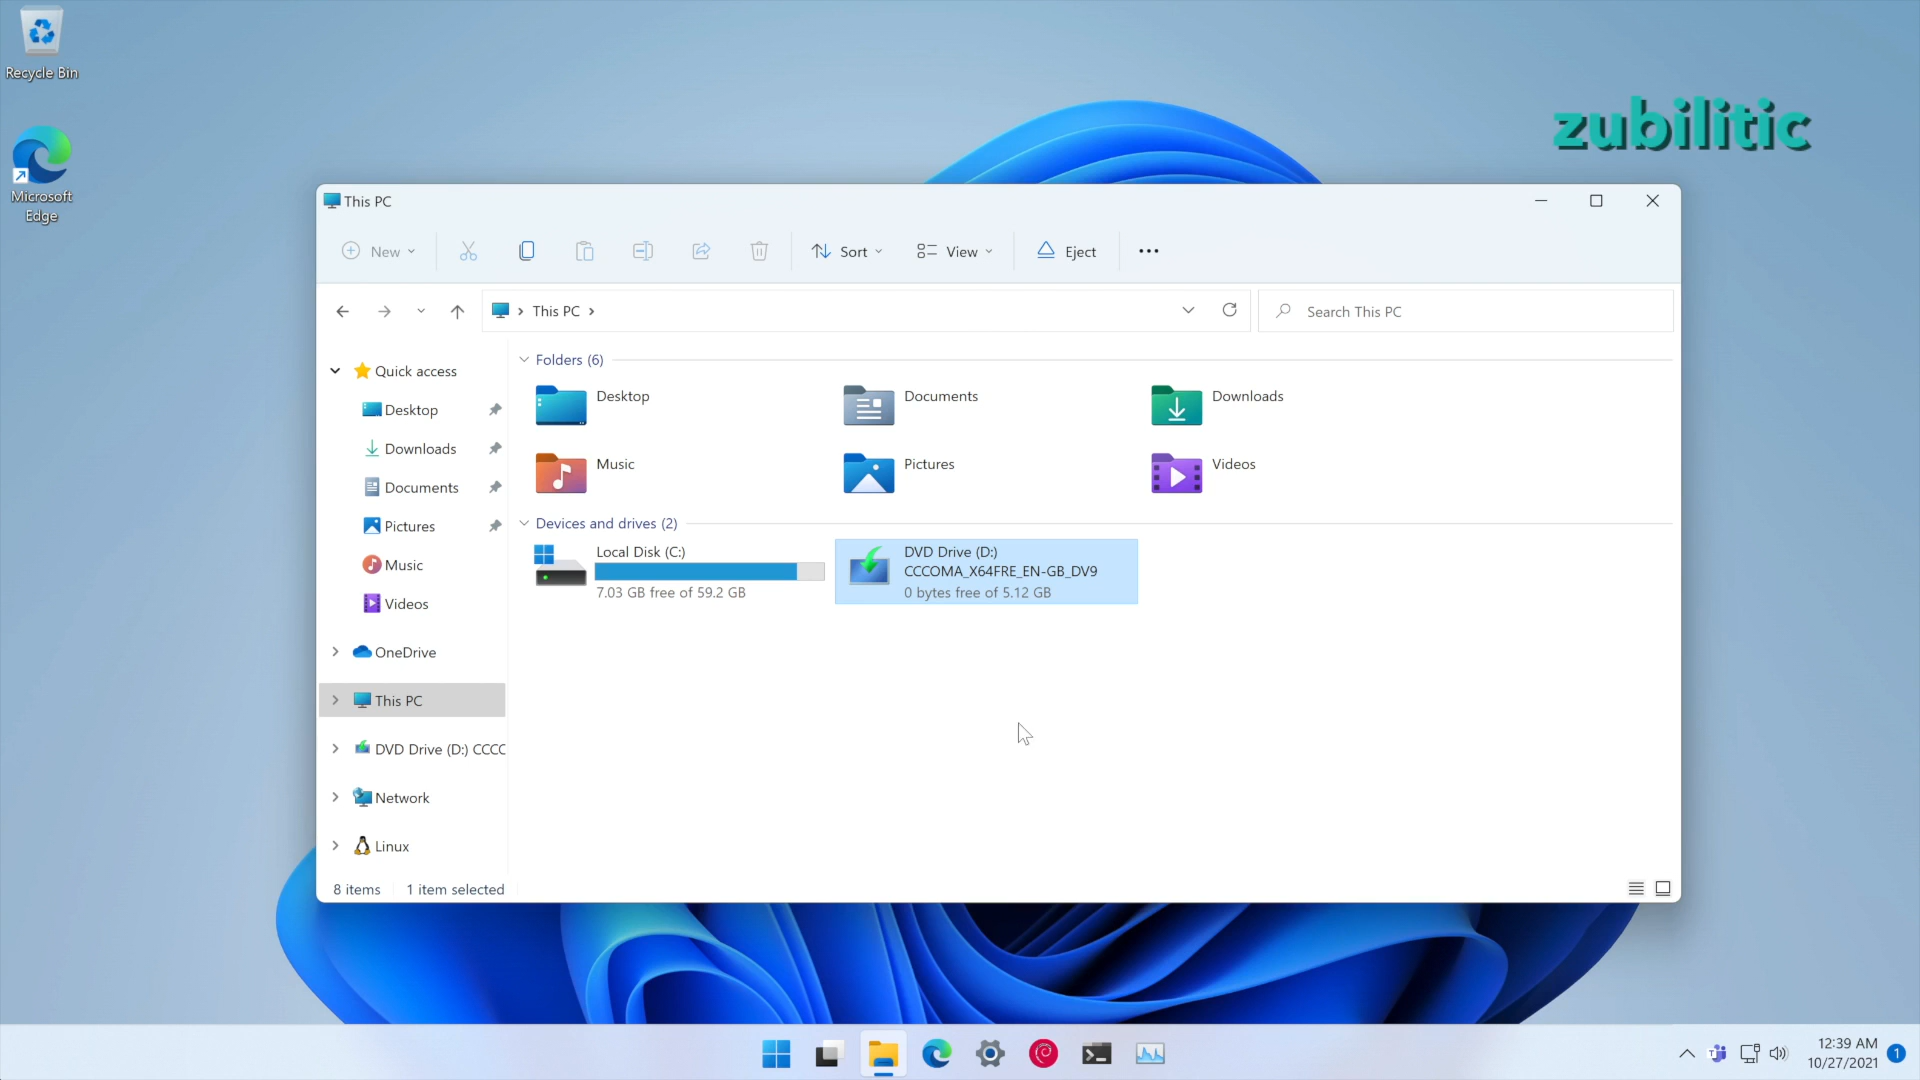 Recycle Bin
Microsoft
Edge
zubilitic
This PC
New
Sort
View
Eject
This PC
Search This PC
Quick access
Desktop
Downloads
Documents
Pictures
Music
Videos
OneDrive
This PC
DVD Drive (D:) CCCC
Network
Linux
Folders (6)
Desktop
Documents
Downloads
Music
Pictures
Videos
Devices and drives (2)
Local Disk (C:)
7.03 GB free of 59.2 GB
DVD Drive (D:)
CCCOMA_X64FRE_EN-GB_DV9
0 bytes free of 5.12 GB
8 items
1 item selected
12:39 AM
10/27/2021
1